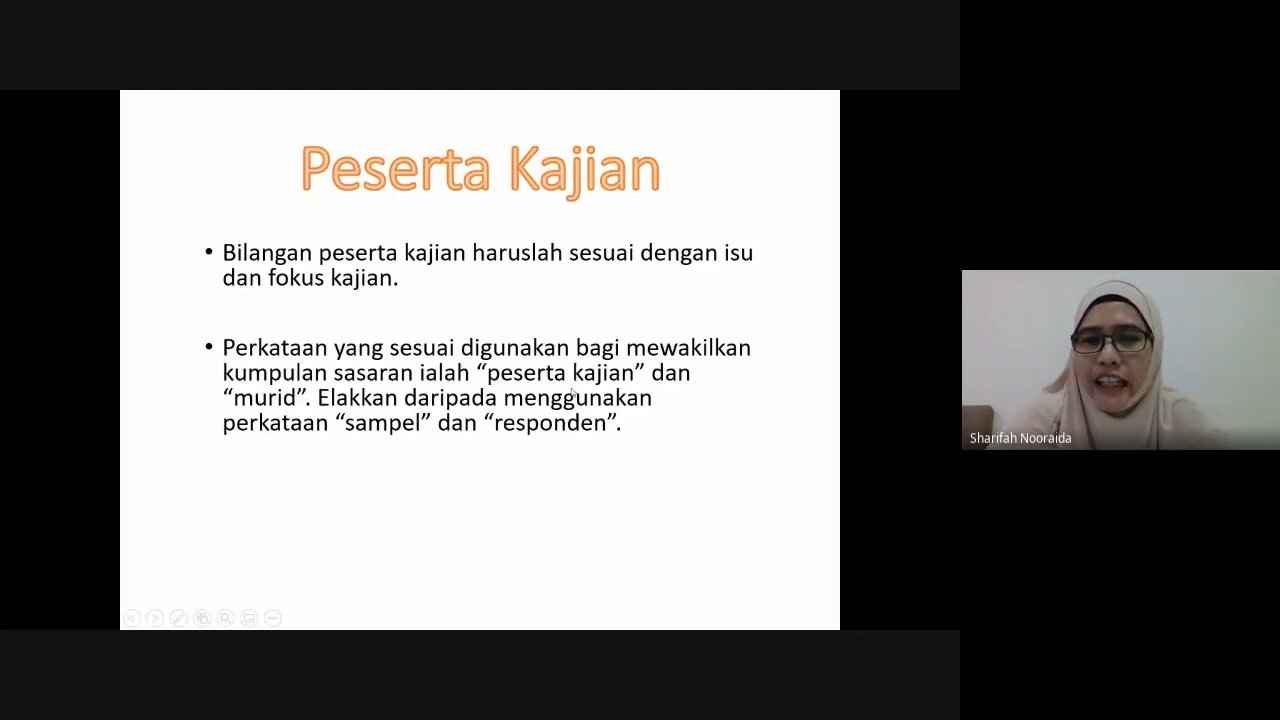 Peserta Kajian
• Bilangan peserta kajian haruslah sesuai dengan isu
dan fokus kajian.
• Perkataan yang sesuai digunakan bagi mewakilkan
kumpulan sasaran ialah “peserta kajian” dan
“murid”. Elakkan daripada menggunakan
perkataan “sampel” dan “responden”.
Sharifah Nooraida